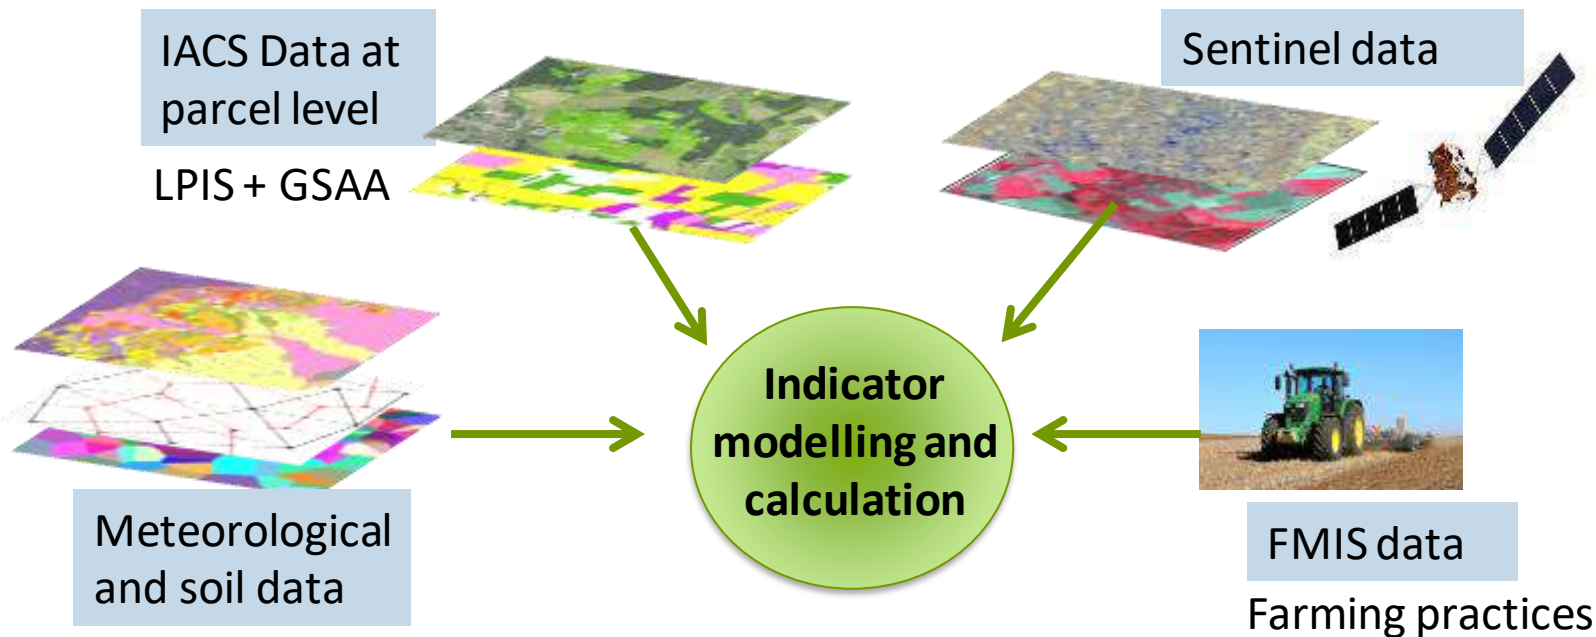 IACS Data at
parcel level
LPIS + GSAA
Sentinel data
Indicator
modelling and
calculation
Meteorological
and soil data
FMIS data
Farming practices